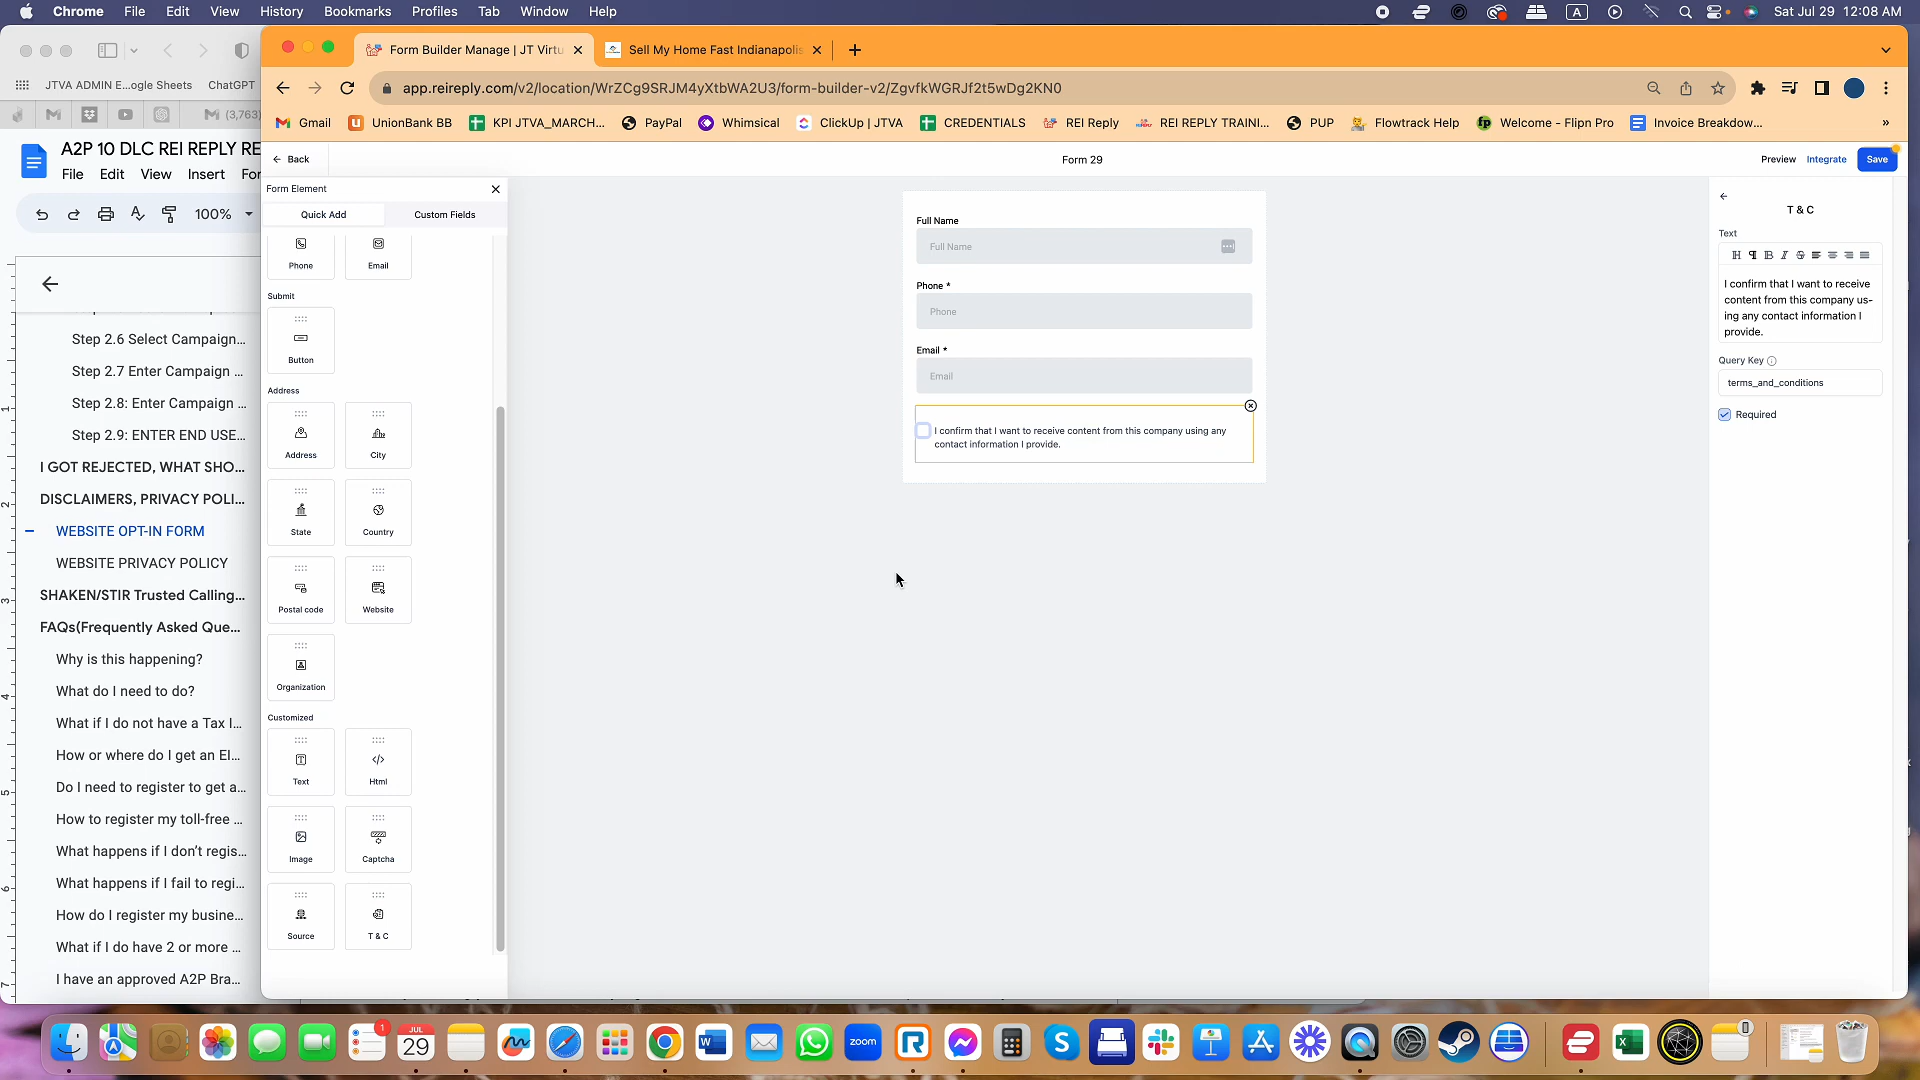 Chrome File Edit View History Bookmarks Profiles Tab Window Help
A
Sat Jul 29 12:08 AM
Form Builder Manage | JT Virtu
Sell My Home Fast Indianapolis
app.reireply.com/v2/location/WrZCg9SRJM4yXtbWA2U3/form-builder-v2/ZgvfkWGRJf2t5wDg2KN0
JTVA ADMIN E...ogle Sheets ChatGPT
(3,763)
Gmail UnionBank BB KPI JTVA_MARCH... PayPal Whimsical ClickUp | JTVA CREDENTIALS REI Reply REI REPLY TRAINI... PUP Flowtrack Help Welcome - Flipn Pro Invoice Breakdow... »
A2P 10 DLC REI REPLY RE
File Edit View Insert For
100%
Step 2.6 Select Campaign...
Step 2.7 Enter Campaign ...
Step 2.8: Enter Campaign ...
Step 2.9: ENTER END USE...
I GOT REJECTED, WHAT SHO...
DISCLAIMERS, PRIVACY POLI...
WEBSITE OPT-IN FORM
WEBSITE PRIVACY POLICY
SHAKEN/STIR Trusted Calling...
FAQs(Frequently Asked Que...
Why is this happening?
What do I need to do?
What if I do not have a Tax I...
How or where do I get an EI...
Do I need to register to get a...
How to register my toll-free ...
What happens if I don't regis...
What happens if I fail to regi...
How do I register my busine...
What if I do have 2 or more ...
I have an approved A2P Bra...
1
2
3
4
5
6
7
Back
Form 29
Preview Integrate Save
Form Element
Quick Add Custom Fields
Phone Email
Submit
Button
Address
Address City
State Country
Postal code Website
Organization
Customized
Text Html
Image Captcha
Source T & C
Full Name
Full Name
Phone *
Phone
Email *
Email
I confirm that I want to receive content from this company using any
contact information I provide.
T & C
Text
I confirm that I want to receive
content from this company us-
ing any contact information I
provide.
Query Key
terms_and_conditions
Required
1
JUL
29
W
zoom